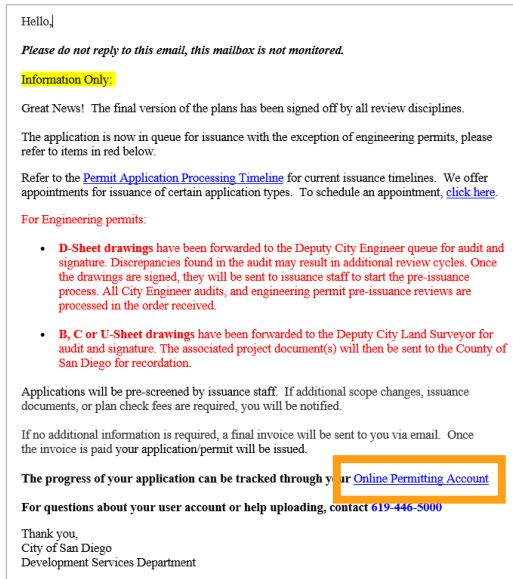 Hello,
Please do not reply to this email, this mailbox is not monitored.
Information Only:
Great News!  The final version of the plans has been signed off by all review disciplines.
The application is now in queue for issuance with the exception of engineering permits, please
refer to items in red below.
Refer to the Permit Application Processing Timeline for current issuance timelines.  We offer
appointments for issuance of certain application types.  To schedule an appointment, click here.
For Engineering permits:
• D-Sheet drawings have been forwarded to the Deputy City Engineer queue for audit and
signature. Discrepancies found in the audit may result in additional review cycles. Once
the drawings are signed, they will be sent to issuance staff to start the pre-issuance
process. All City Engineer audits, and engineering permit pre-issuance reviews are
processed in the order received.
• B, C or U-Sheet drawings have been forwarded to the Deputy City Land Surveyor for
audit and signature. The associated project document(s) will then be sent to the County of
San Diego for recordation.
Applications will be pre-screened by issuance staff.  If additional scope changes, issuance
documents, or plan check fees are required, you will be notified.
If no additional information is required, a final invoice will be sent to you via email.  Once
the invoice is paid your application/permit will be issued.
The progress of your application can be tracked through your Online Permitting Account
For questions about your user account or help uploading, contact 619-446-5000
Thank you,
City of San Diego
Development Services Department